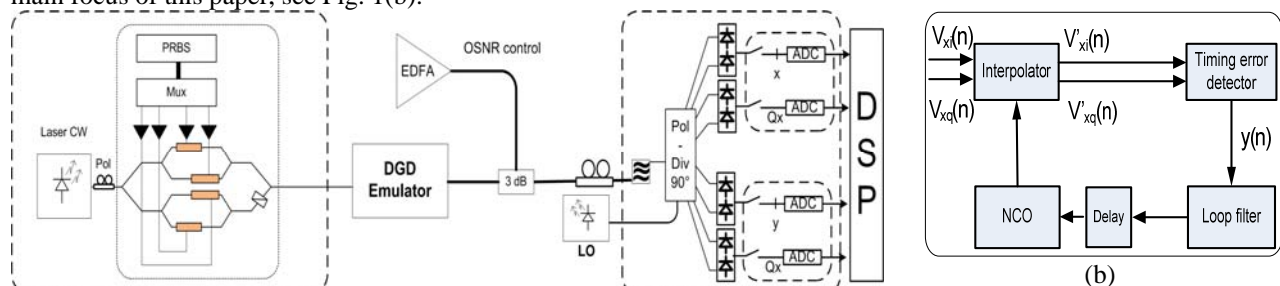 main focus of this paper, see Fig. 1(b).
PRBS
Mux
Laser CW
Pol
EDFA
OSNR control
DGD
Emulator
3 dB
LO
Pol
-
Div
90°
x
ADC
Qx
ADC
y
ADC
Qx
ADC
D
S
P
Vxi(n)
Vxq(n)
Interpolator
V'xi(n)
V'xq(n)
Timing error
detector
y(n)
NCO
Delay
Loop filter
(b)